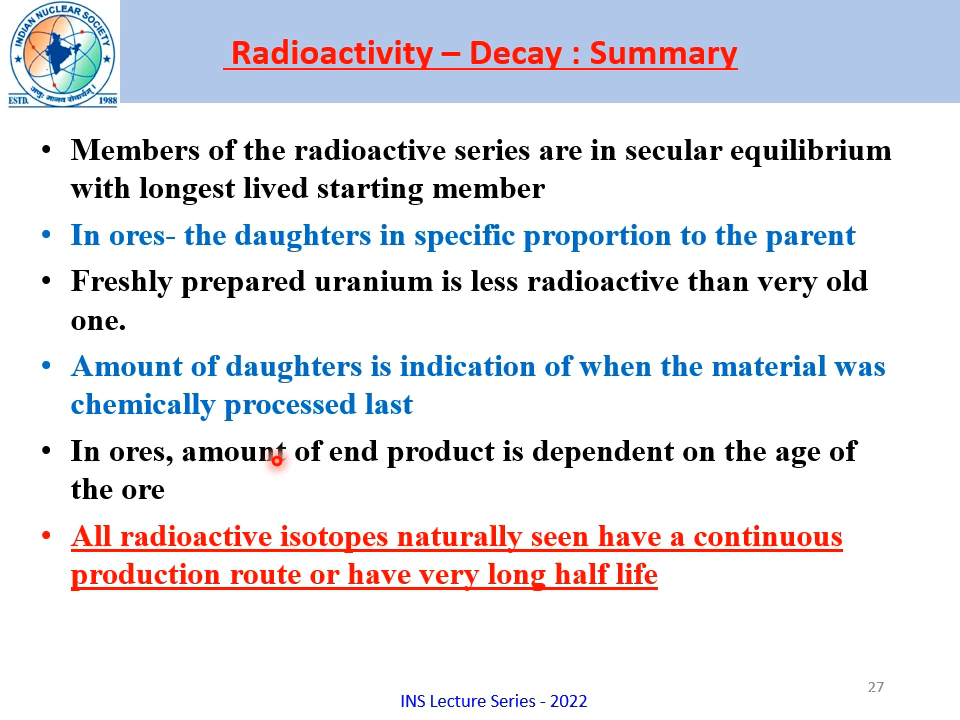 INDIAN NUCLEAR SOCIETY
ESTD. 1988
Radioactivity – Decay : Summary
• Members of the radioactive series are in secular equilibrium
with longest lived starting member
• In ores- the daughters in specific proportion to the parent
• Freshly prepared uranium is less radioactive than very old
one.
• Amount of daughters is indication of when the material was
chemically processed last
• In ores, amount of end product is dependent on the age of
the ore
• All radioactive isotopes naturally seen have a continuous
production route or have very long half life
27
INS Lecture Series - 2022